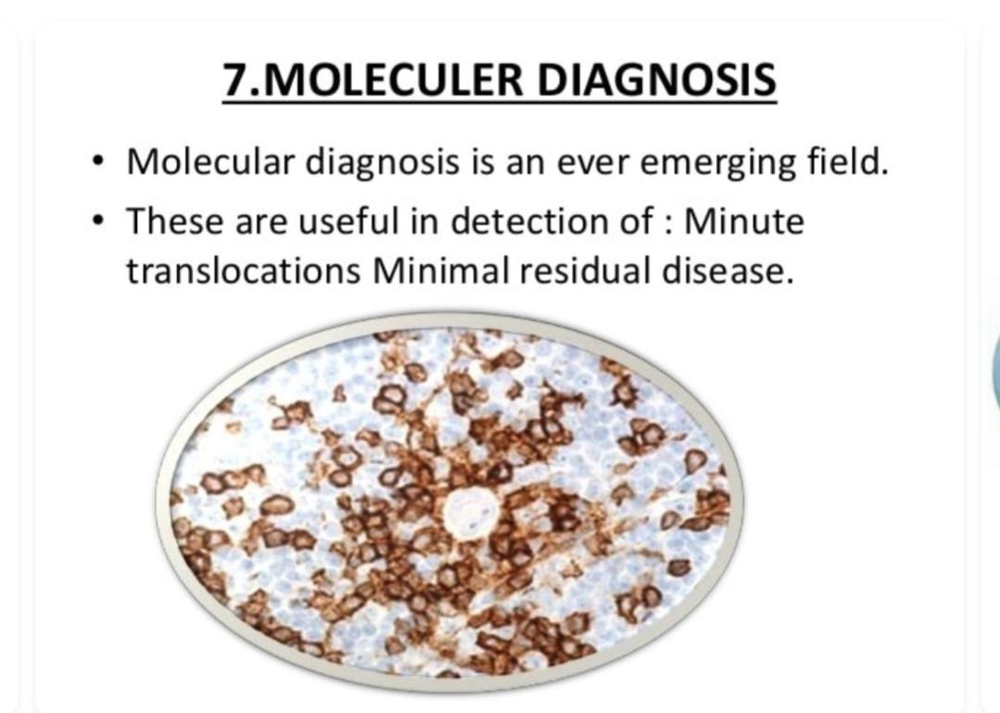 7.MOLECULER DIAGNOSIS
• Molecular diagnosis is an ever emerging field.
• These are useful in detection of : Minute
translocations Minimal residual disease.